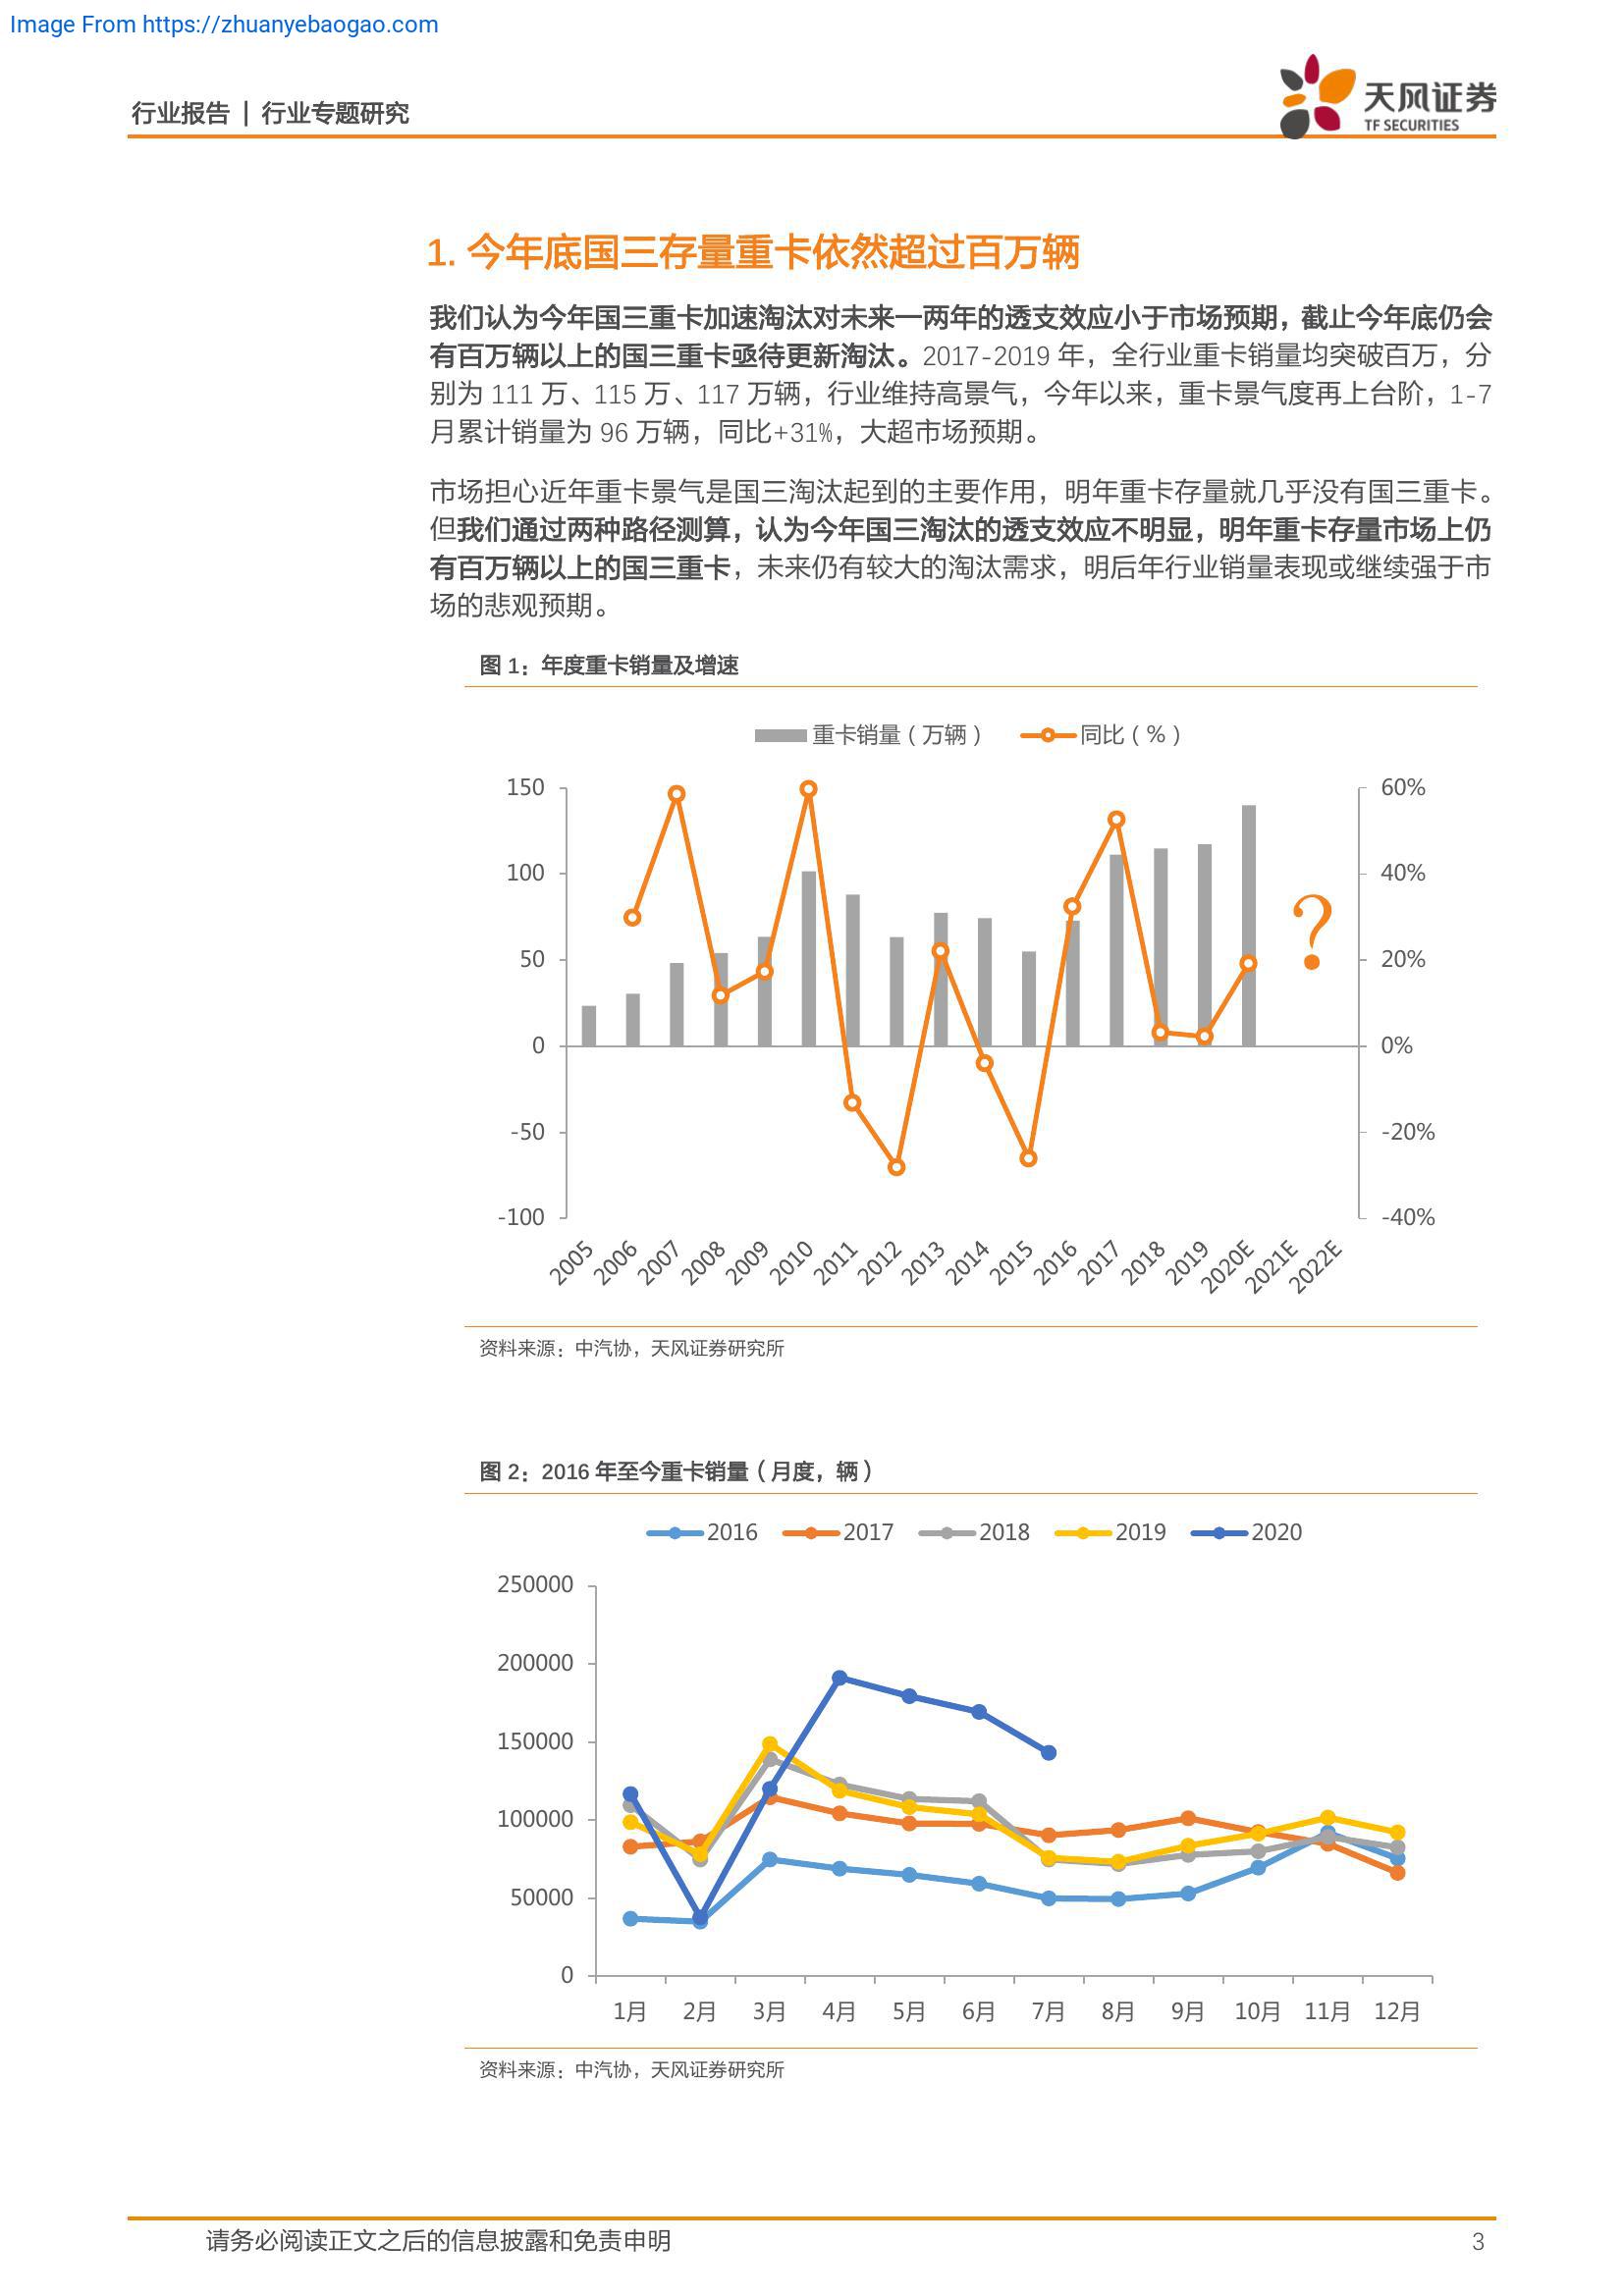 Image From https://zhuanyebaogao.com
行业报告 | 行业专题研究
天风证券
TF SECURITIES
1. 今年底国三存量重卡依然超过百万辆
我们认为今年国三重卡加速淘汰对未来一两年的透支效应小于市场预期，截止今年底仍会
有百万辆以上的国三重卡亟待更新淘汰。2017-2019 年，全行业重卡销量均突破百万，分
别为 111 万、115 万、117 万辆，行业维持高景气，今年以来，重卡景气度再上台阶，1-7
月累计销量为 96 万辆，同比+31%，大超市场预期。
市场担心近年重卡景气是国三淘汰起到的主要作用，明年重卡存量就几乎没有国三重卡。
但我们通过两种路径测算，认为今年国三淘汰的透支效应不明显，明年重卡存量市场上仍
有百万辆以上的国三重卡，未来仍有较大的淘汰需求，明后年行业销量表现或继续强于市
场的悲观预期。
图 1：年度重卡销量及增速
重卡销量（万辆） 同比（%）
150 60%
100 40%
50 20%
0 0%
-50 -20%
-100 -40%
?
2005 2006 2007 2008 2009 2010 2011 2012 2013 2014 2015 2016 2017 2018 2019 2020E 2021E 2022E
资料来源：中汽协，天风证券研究所
图 2：2016 年至今重卡销量（月度，辆）
2016 2017 2018 2019 2020
250000
200000
150000
100000
50000
0
1月 2月 3月 4月 5月 6月 7月 8月 9月 10月 11月 12月
资料来源：中汽协，天风证券研究所
请务必阅读正文之后的信息披露和免责申明 3